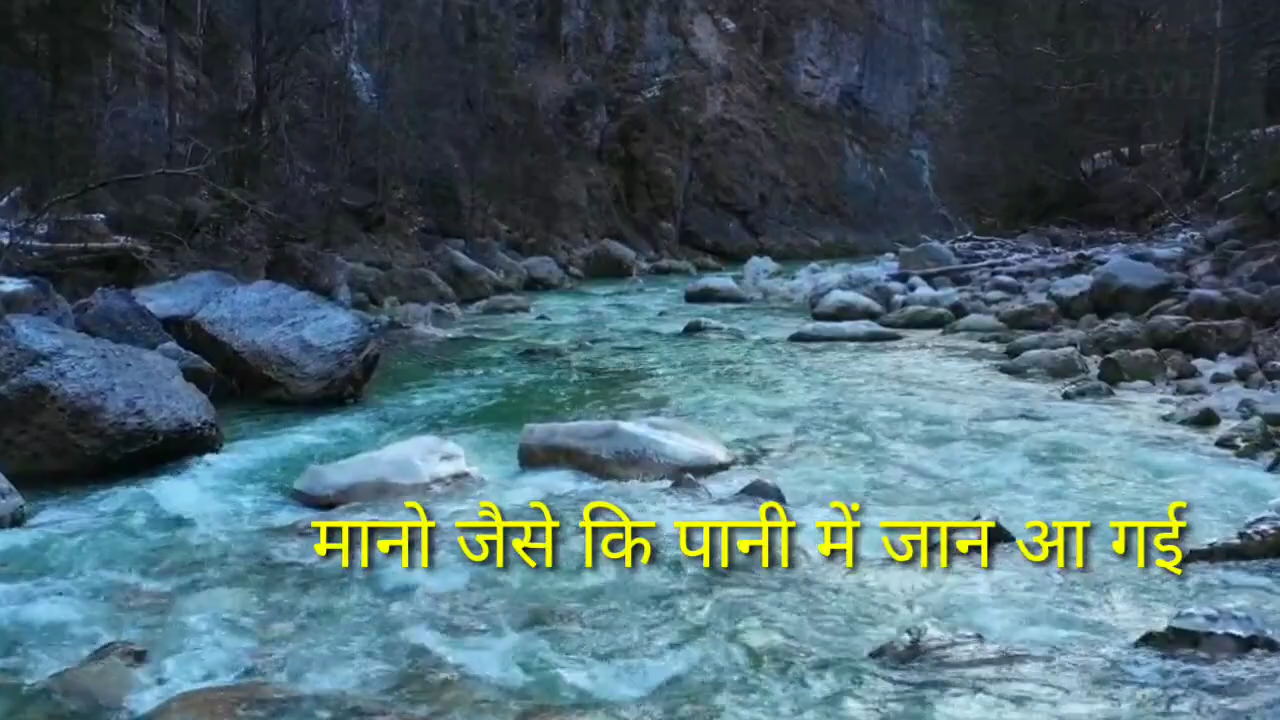 मानो जैसे कि पानी में जान आ गई